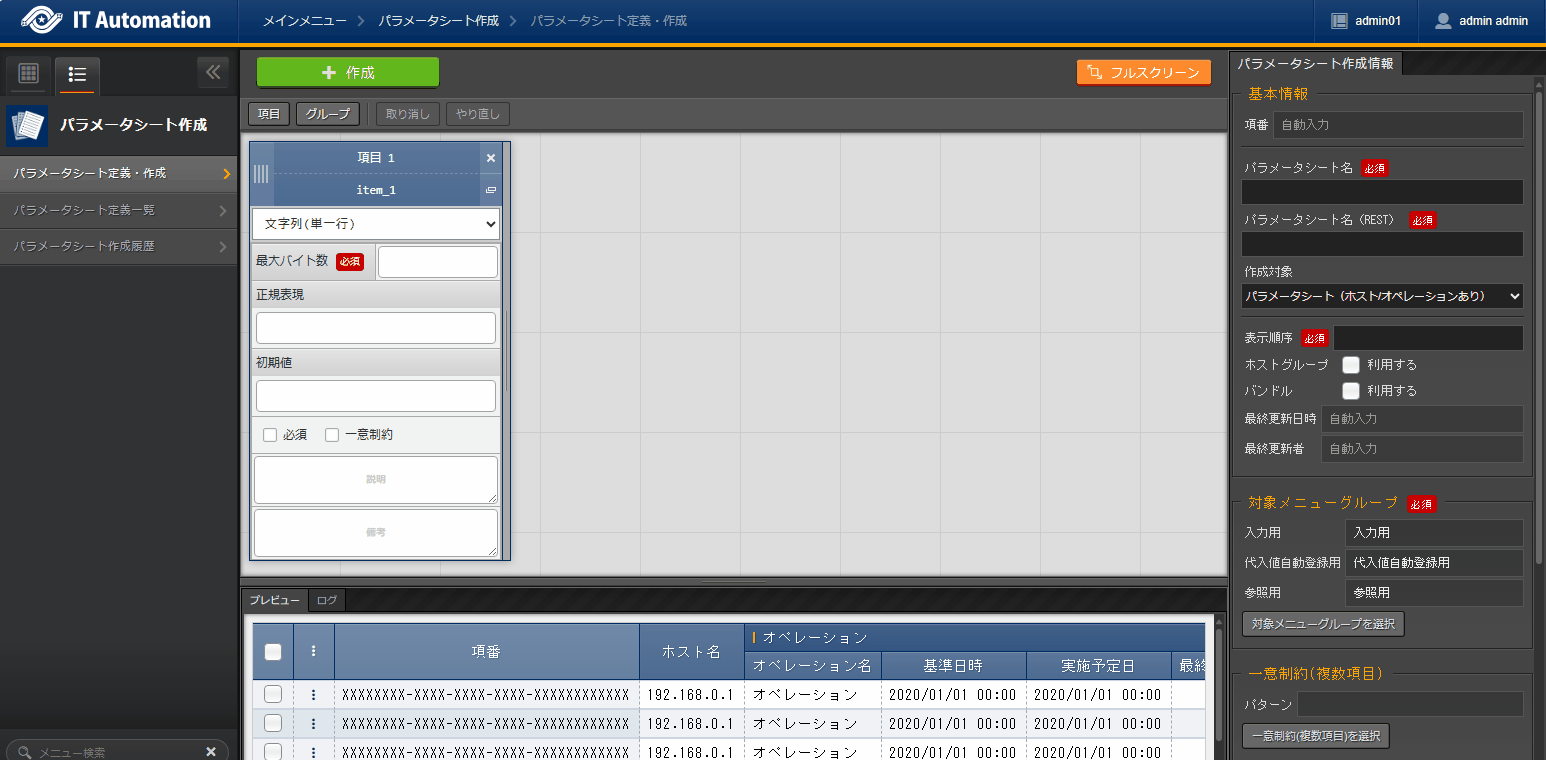 IT Automation
メインメニュー > パラメータシート作成 > パラメータシート定義・作成
admin01
admin admin
パラメータシート作成
パラメータシート定義・作成
パラメータシート定義一覧
パラメータシート作成履歴
メニュー検索
作成
フルスクリーン
項目 グループ 取り消し やり直し
項目 1
item_1
文字列(単一行)
最大バイト数 必須
正規表現
初期値
必須 一意制約
説明
備考
プレビュー ログ
項番 ホスト名 オペレーション
オペレーション名 基準日時 実施予定日 最終
XXXXXXXX-XXXX-XXXX-XXXX-XXXXXXXXXXXX 192.168.0.1 オペレーション 2020/01/01 00:00 2020/01/01 00:00
XXXXXXXX-XXXX-XXXX-XXXX-XXXXXXXXXXXX 192.168.0.1 オペレーション 2020/01/01 00:00 2020/01/01 00:00
XXXXXXXX-XXXX-XXXX-XXXX-XXXXXXXXXXXX 192.168.0.1 オペレーション 2020/01/01 00:00 2020/01/01 00:00
パラメータシート作成情報
基本情報
項番 自動入力
パラメータシート名 必須
パラメータシート名（REST） 必須
作成対象
パラメータシート（ホスト/オペレーションあり）
表示順序 必須
ホストグループ 利用する
バンドル 利用する
最終更新日時 自動入力
最終更新者 自動入力
対象メニューグループ 必須
入力用 入力用
代入値自動登録用 代入値自動登録用
参照用 参照用
対象メニューグループを選択
一意制約(複数項目)
パターン
一意制約(複数項目)を選択